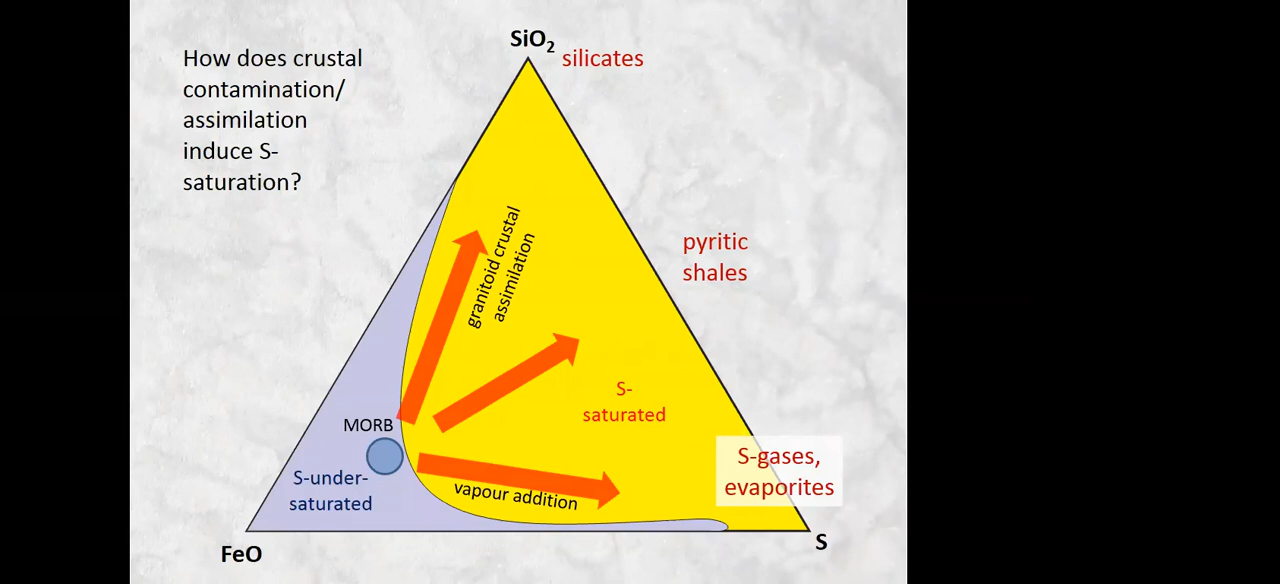 How does crustal
contamination/
assimilation
induce S-
saturation?
SiO₂
silicates
granitoid crustal
assimilation
pyritic
shales
S-
saturated
MORB
S-under-
saturated
vapour addition
S-gases,
evaporites
FeO
S